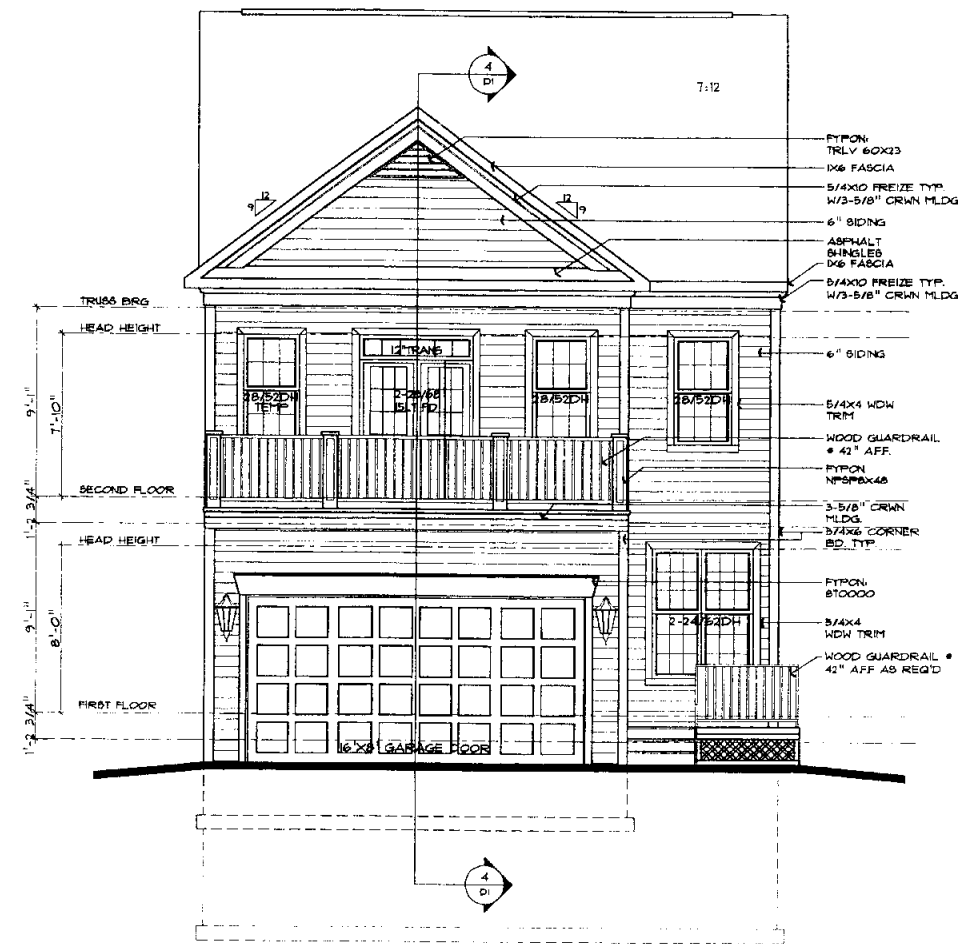 4
D1
7:12
FYPON:
TRLV 60X23
1X6 FASCIA
5/4X10 FREIZE TYP.
W/3-5/8" CRWN MLDG
12
9
12
9
6" SIDING
ASPHALT
SHINGLES
1X6 FASCIA
5/4X10 FREIZE TYP.
W/3-5/8" CRWN MLDG
TRUSS BRG
HEAD HEIGHT
12" TRANS
6" SIDING
28/52DH
TEMP
2-28/68
15LT FD.
28/52DH
28/52DH
5/4X4 WDW
TRIM
9'-1"
7'-10"
WOOD GUARDRAIL
@ 42" AFF.
FYPON
NPSP8X48
SECOND FLOOR
1'-2 3/4"
3-5/8" CRWN
MLDG.
5/4X6 CORNER
BD. TYP.
HEAD HEIGHT
FYPON:
9'-1"
8'-0"
2-24/52DH
5/4X4
WDW TRIM
WOOD GUARDRAIL @
42" AFF AS REQ'D
FIRST FLOOR
1'-2 3/4"
16'X8' GARAGE DOOR
4
D1